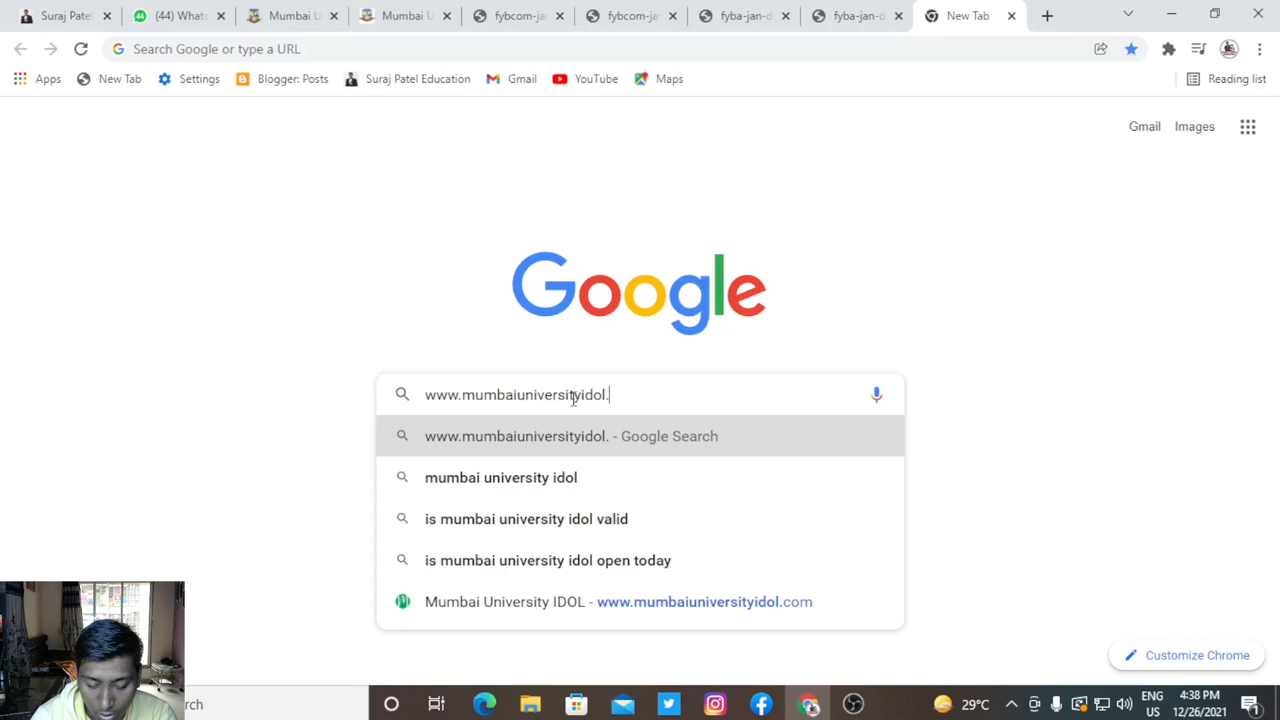 Suraj Patel
(44) Whats
Mumbai U
Mumbai U
fybcom-ja
fybcom-ja
fyba-jan-d
fyba-jan-d
New Tab
Search Google or type a URL
Apps
New Tab
Settings
Blogger: Posts
Suraj Patel Education
Gmail
YouTube
Maps
Reading list
Gmail
Images
Google
www.mumbaiuniversityidol.
www.mumbaiuniversityidol. - Google Search
mumbai university idol
is mumbai university idol valid
is mumbai university idol open today
Mumbai University IDOL - www.mumbaiuniversityidol.com
Customize Chrome
rch
29°C
ENG
US
4:38 PM
12/26/2021
1